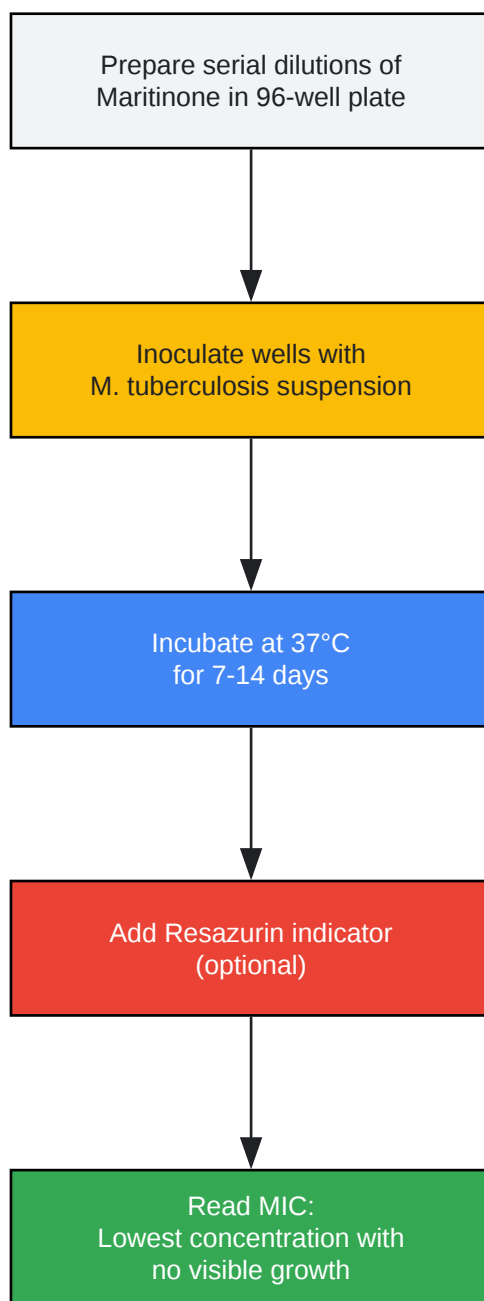 Prepare serial dilutions of
Maritinone in 96-well plate
Inoculate wells with
M. tuberculosis suspension
Incubate at 37°C
for 7-14 days
Add Resazurin indicator
(optional)
Read MIC:
Lowest concentration with
no visible growth